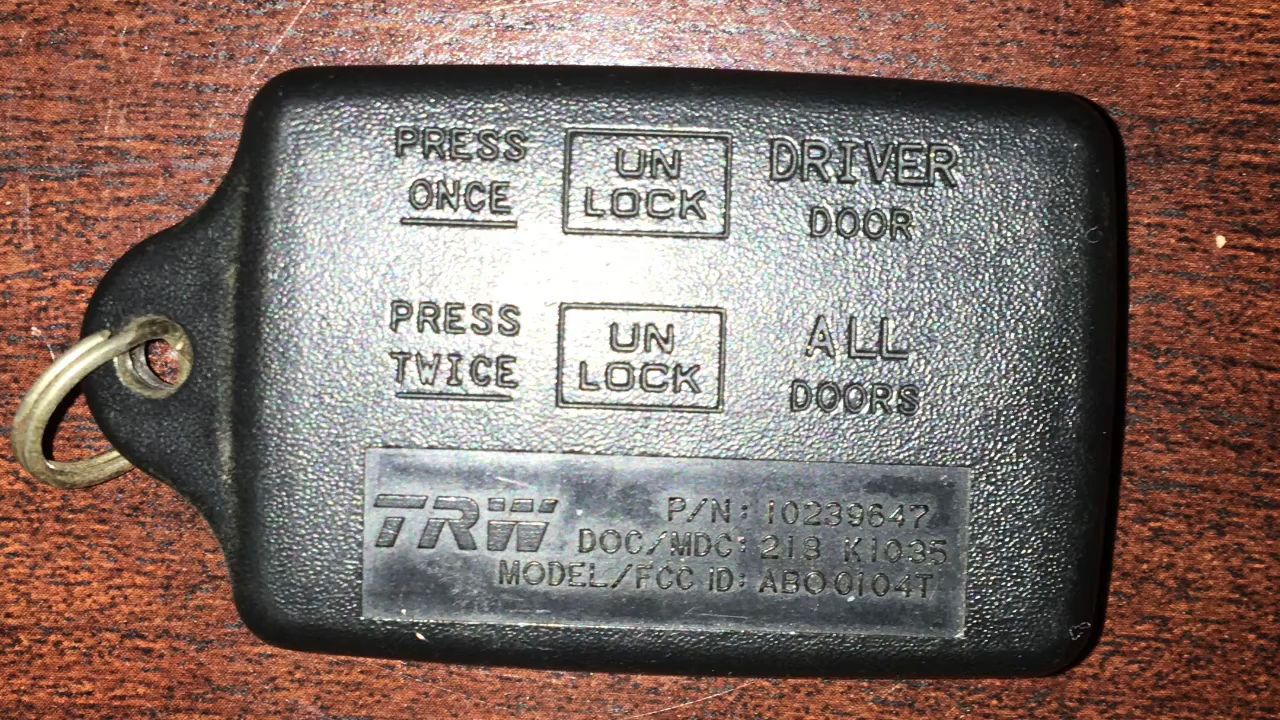 PRESS ONCE UN LOCK DRIVER DOOR
PRESS TWICE UN LOCK ALL DOORS
TRW
P/N: 10239647
DOC/MDC: 218 K1035
MODEL/FCC ID: ABO0104T